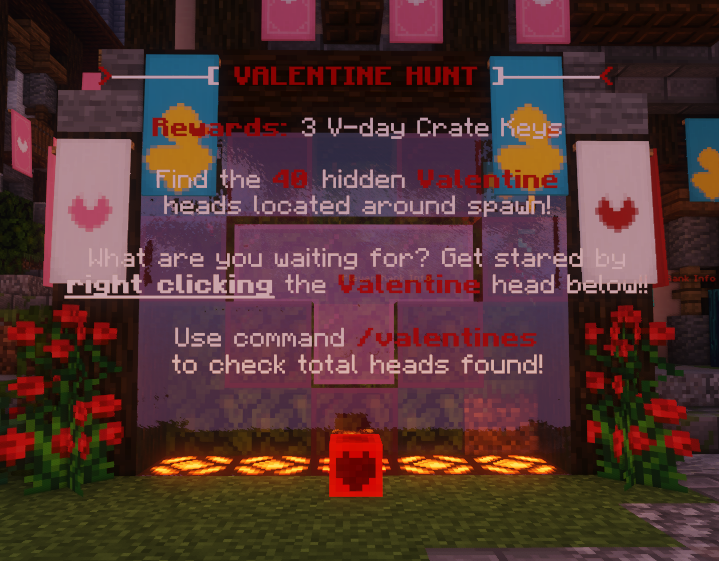 VALENTINE HUNT
Rewards: 3 V-day Crate Keys
Find the 40 hidden Valentine
heads located around spawn!
What are you waiting for? Get stared by
right clicking the Valentine head below!!
Use command /valentines
to check total heads found!